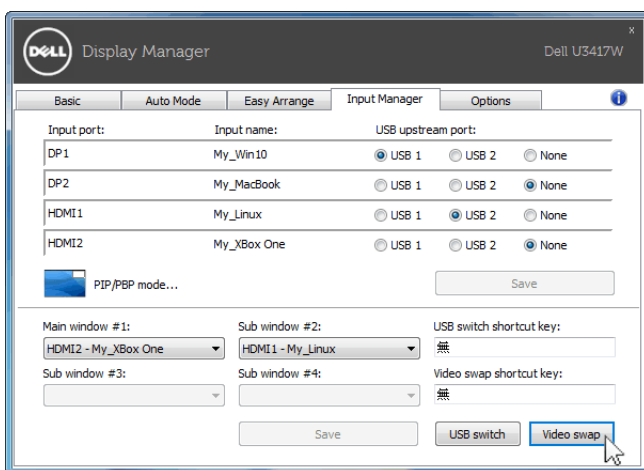 x
DELL Display Manager Dell U3417W
Basic Auto Mode Easy Arrange Input Manager Options i
Input port: Input name: USB upstream port:
DP1 My_Win10 USB 1 USB 2 None
DP2 My_MacBook USB 1 USB 2 None
HDMI1 My_Linux USB 1 USB 2 None
HDMI2 My_XBox One USB 1 USB 2 None
PIP/PBP mode... Save
Main window #1: Sub window #2: USB switch shortcut key:
HDMI2 - My_XBox One HDMI1 - My_Linux 無
Sub window #3: Sub window #4: Video swap shortcut key:
無
Save USB switch Video swap